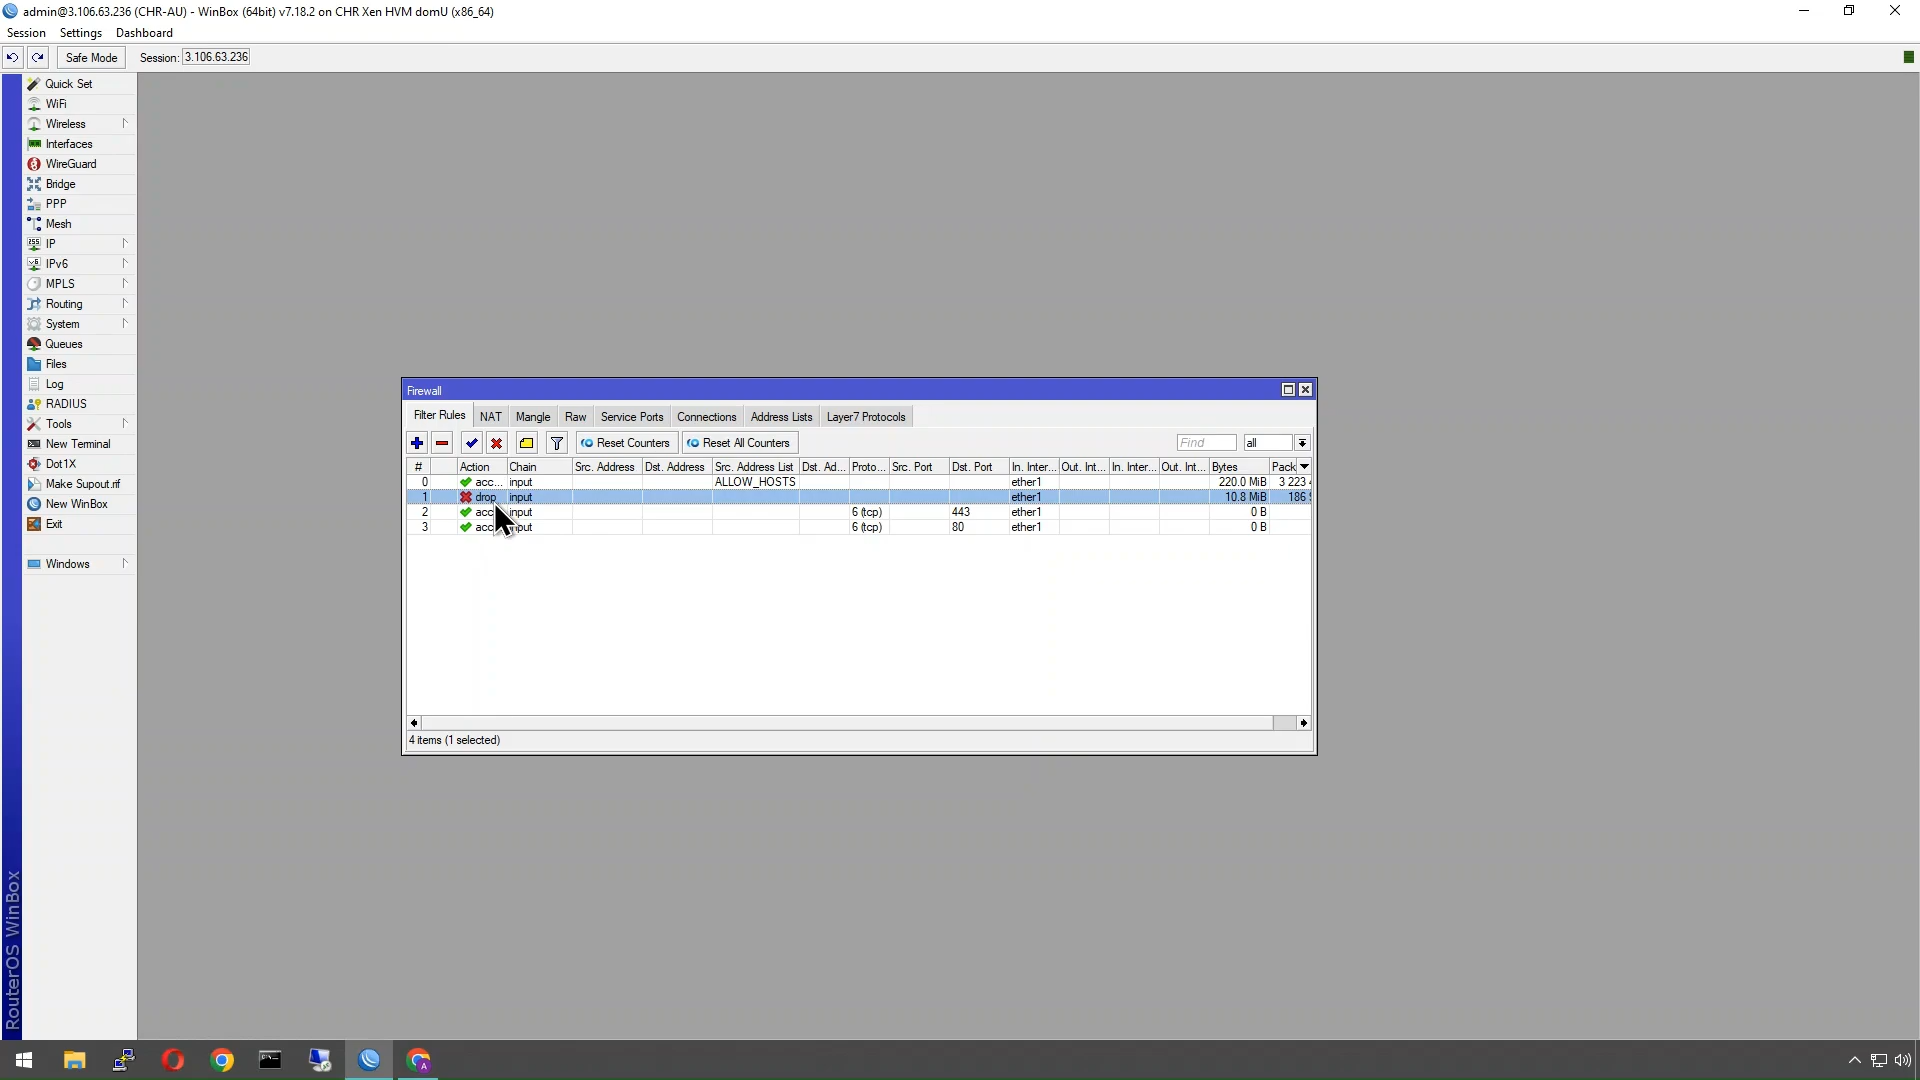 admin@3.106.63.236 (CHR-AU) - WinBox (64bit) v7.18.2 on CHR Xen HVM domU (x86_64)
Session Settings Dashboard
Safe Mode Session: 3.106.63.236
Quick Set
WiFi
Wireless
Interfaces
WireGuard
Bridge
PPP
Mesh
IP
IPv6
MPLS
Routing
System
Queues
Files
Log
RADIUS
Tools
New Terminal
Dot1X
Make Supout.rif
New WinBox
Exit
Windows
RouterOS WinBox
Firewall
Filter Rules NAT Mangle Raw Service Ports Connections Address Lists Layer7 Protocols
Reset Counters Reset All Counters Find all
# Action Chain Src. Address Dst. Address Src. Address List Dst. Ad... Proto... Src. Port Dst. Port In. Inter... Out. Int... In. Inter... Out. Int... Bytes Pack
0 acc... input ALLOW_HOSTS ether1 220.0 MiB 3 223
1 drop input ether1 10.8 MiB 186
2 acc input 6 (tcp) 443 ether1 0 B
3 acc input 6 (tcp) 80 ether1 0 B
4 items (1 selected)